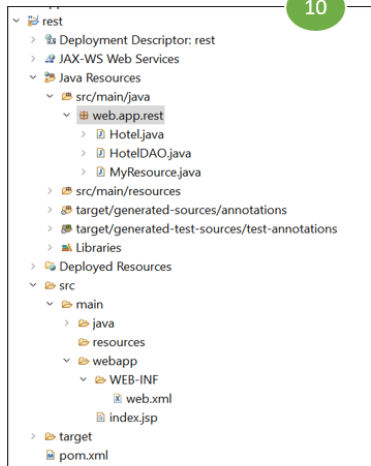 10
rest
Deployment Descriptor: rest
JAX-WS Web Services
Java Resources
src/main/java
web.app.rest
Hotel.java
HotelDAO.java
MyResource.java
src/main/resources
target/generated-sources/annotations
target/generated-test-sources/test-annotations
Libraries
Deployed Resources
src
main
java
resources
webapp
WEB-INF
web.xml
index.jsp
target
pom.xml